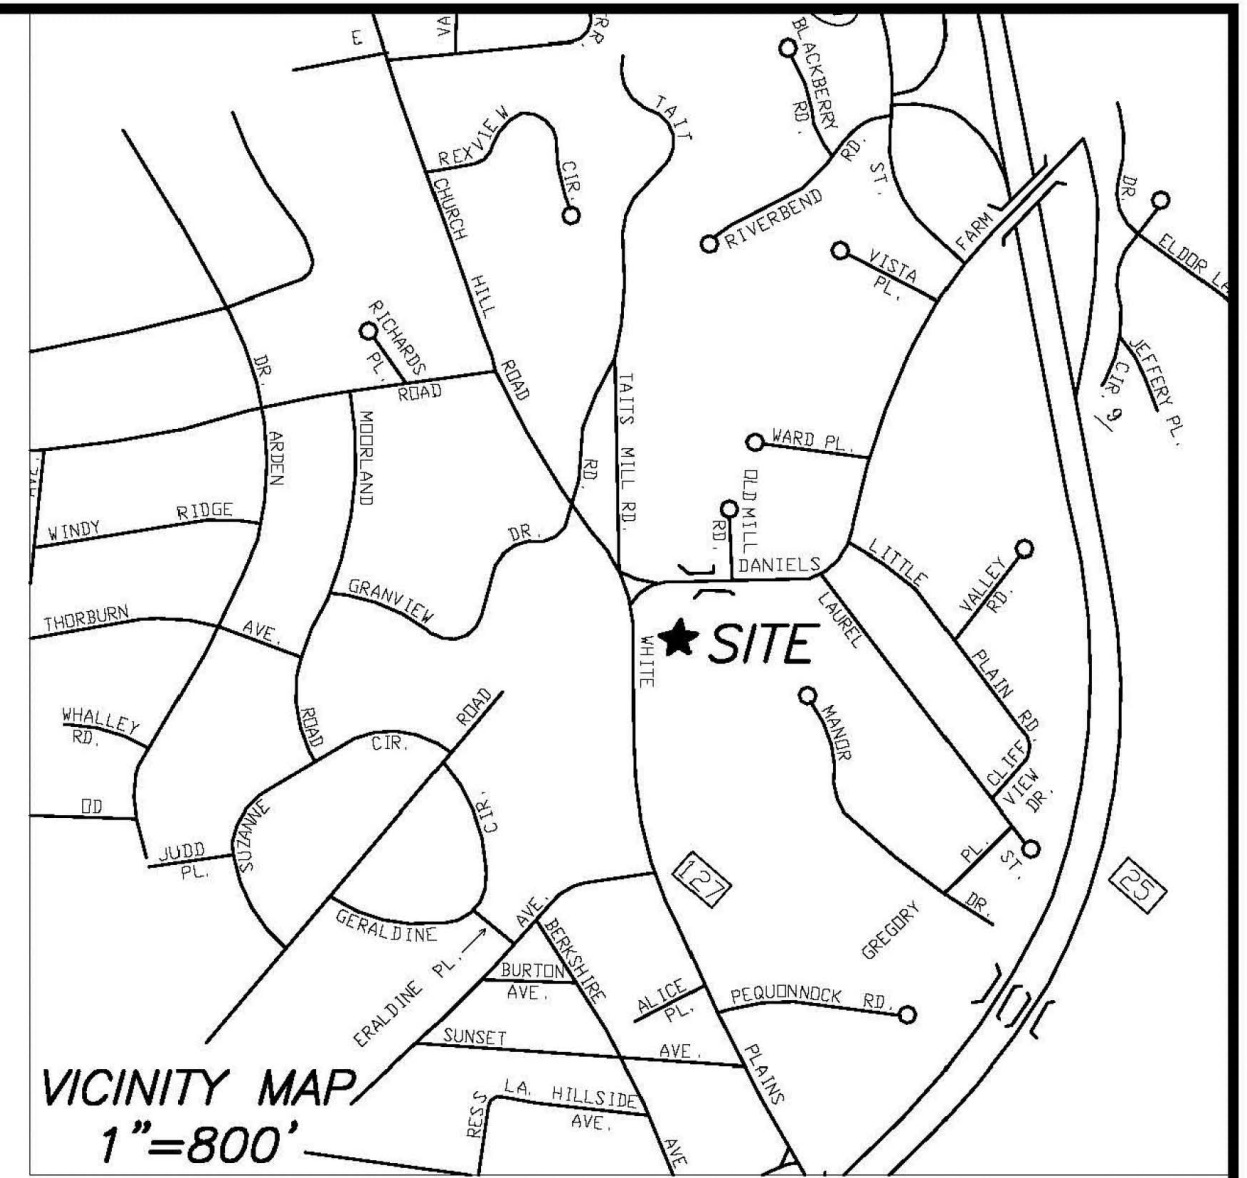 E
VA
RR.
BLACKBERRY
RD.
TAIT
REXVIEW
CIR.
RD.
ST.
RIVERBEND
FARM
DR.
ELDOR LA
CHURCH
HILL
ROAD
VISTA
PL.
RICHARDS
PL.
ROAD
DR.
ARDEN
MOORLAND
TAITS MILL RD.
RD.
JEFFERY PL.
CIR.
9
WARD PL.
OLD MILL
RD.
AVE.
WINDY RIDGE
DR.
DANIELS
LITTLE
VALLEY
RD.
GRANVIEW
THORBURN
AVE.
LAUREL
WHITE
SITE
PLAIN
RD.
WHALLEY
RD.
ROAD
CIR.
ROAD
MANOR
CLIFF
VIEW
DR.
OD
SUZANNE
CIR.
JUDD
PL.
PL.
ST.
127
25
GERALDINE
AVE.
BERKSHIRE
GREGORY
DR.
ERALDINE PL.
BURTON
AVE.
ALICE
PL.
PEQUONNOCK RD.
SUNSET
AVE.
PLAINS
VICINITY MAP
1"=800'
RESS
LA.
HILLSIDE
AVE.
AVE